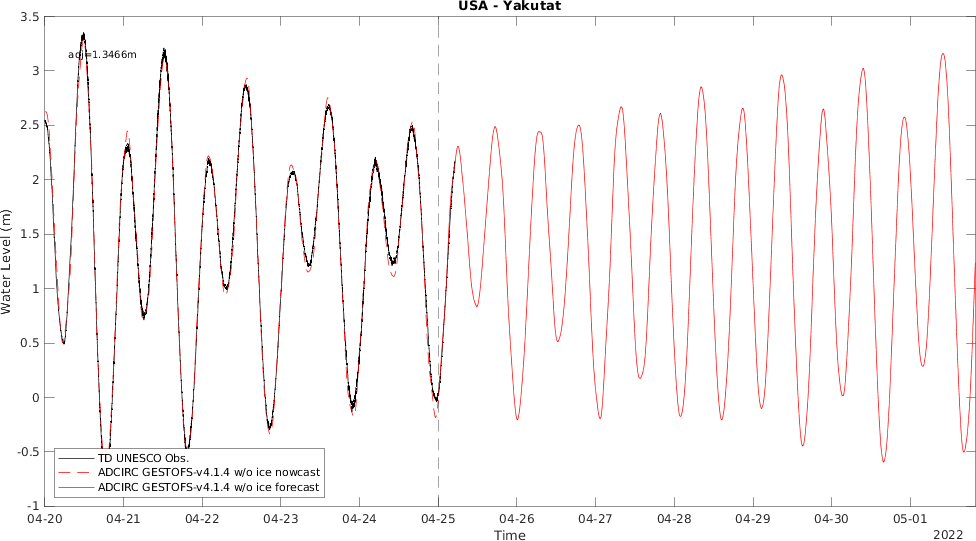 USA - Yakutat
3.5
3
2.5
2
1.5
1
0.5
0
-0.5
-1
Water Level (m)
adj=1.3466m
TD UNESCO Obs.
ADCIRC GESTOFS-v4.1.4 w/o ice nowcast
ADCIRC GESTOFS-v4.1.4 w/o ice forecast
04-20 04-21 04-22 04-23 04-24 04-25 04-26 04-27 04-28 04-29 04-30 05-01
Time
2022